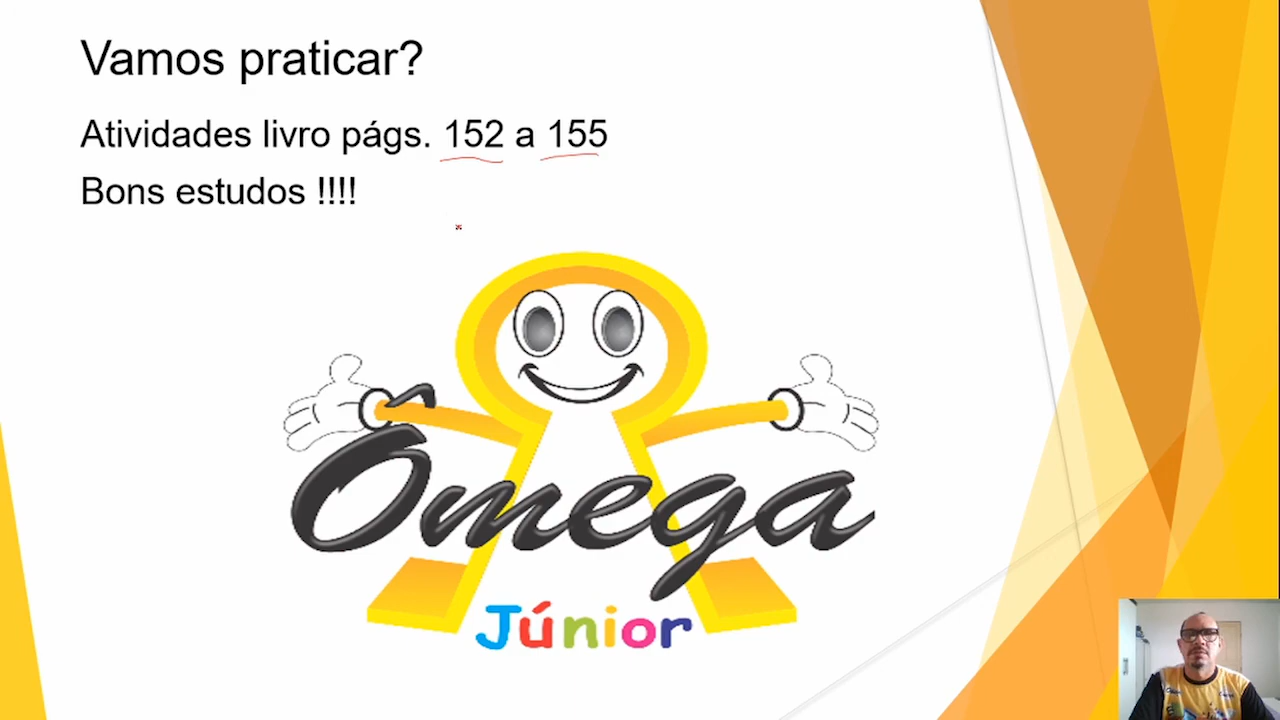 Vamos praticar?
Atividades livro págs. 152 a 155
Bons estudos !!!!
Ômega
Júnior